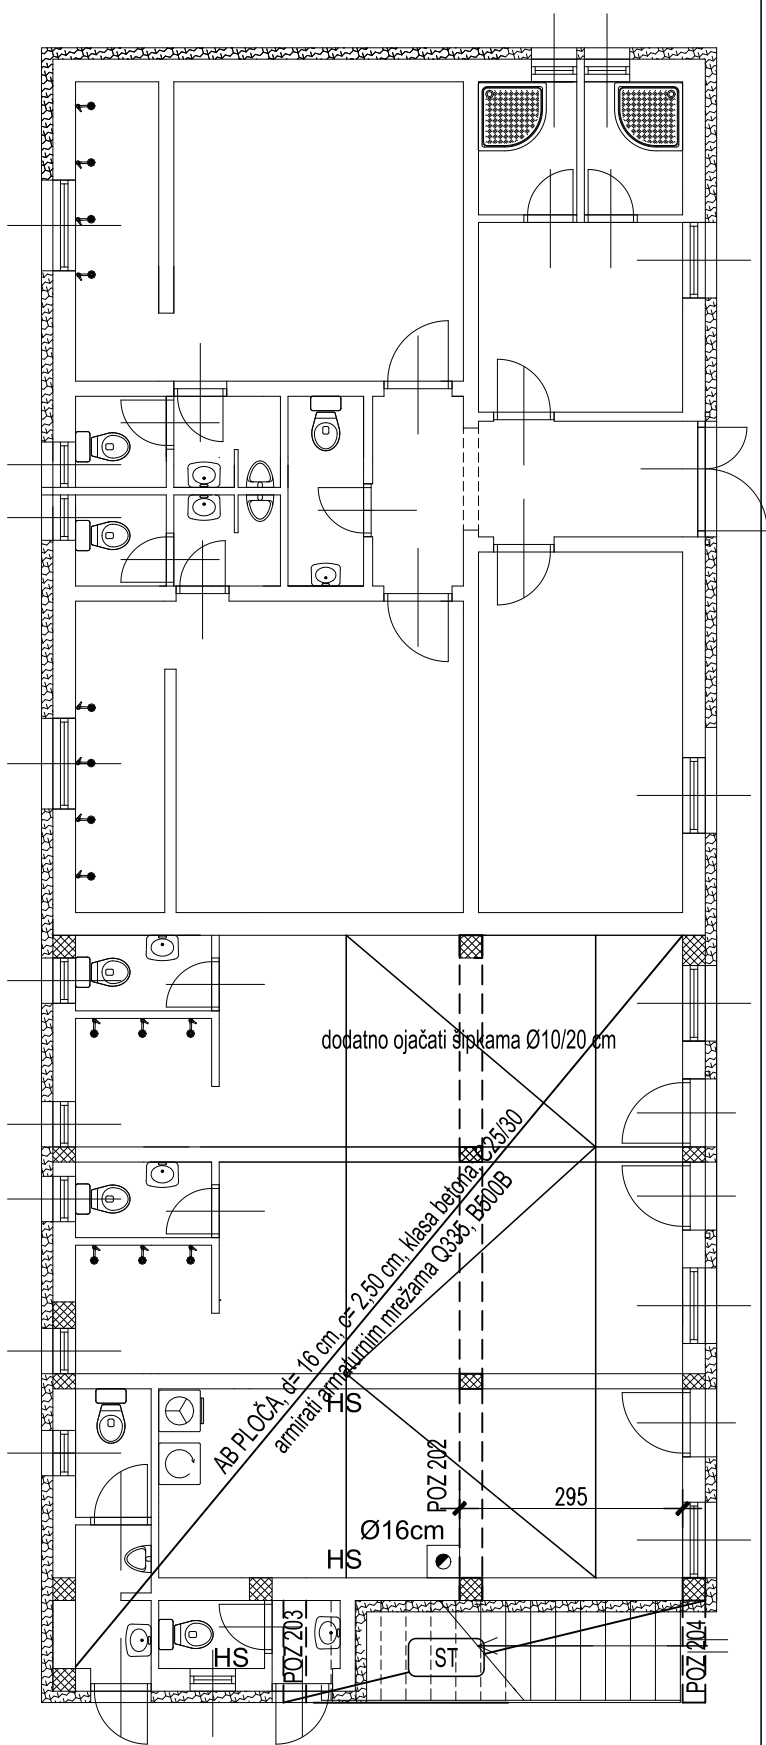 dodatno ojačati šipkama Ø10/20 cm
AB PLOČA, d= 16 cm, c= 2,50 cm, klasa betona C25/30
armirati armaturnim mrežama Q335, B500B
HS
POZ 202
295
Ø16cm
HS
POZ 203
HS
ST
POZ 204